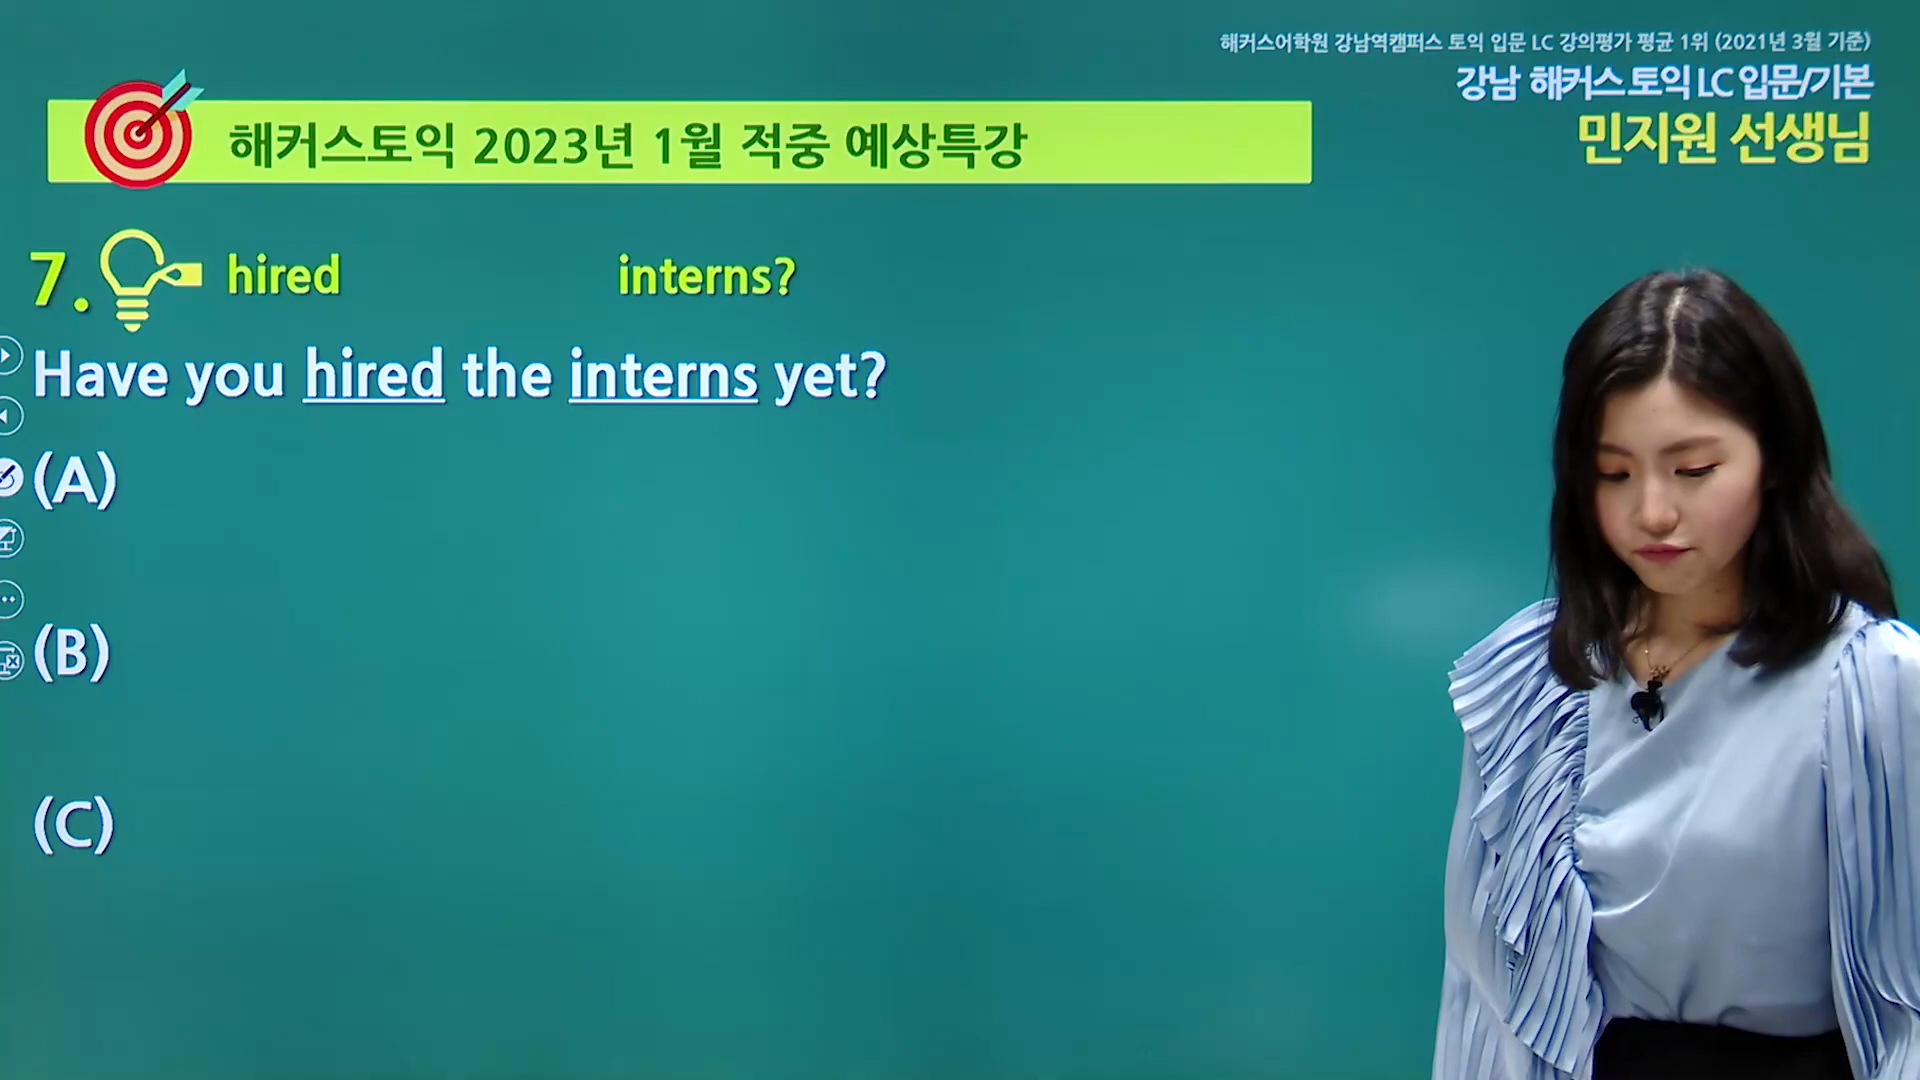 해커스어학원 강남역캠퍼스 토익 입문 LC 강의평가 평균 1위 (2021년 3월 기준)
강남 해커스 토익 LC 입문/기본
민지원 선생님
해커스토익 2023년 1월 적중 예상특강
7. hired interns?
Have you hired the interns yet?
(A)
(B)
(C)